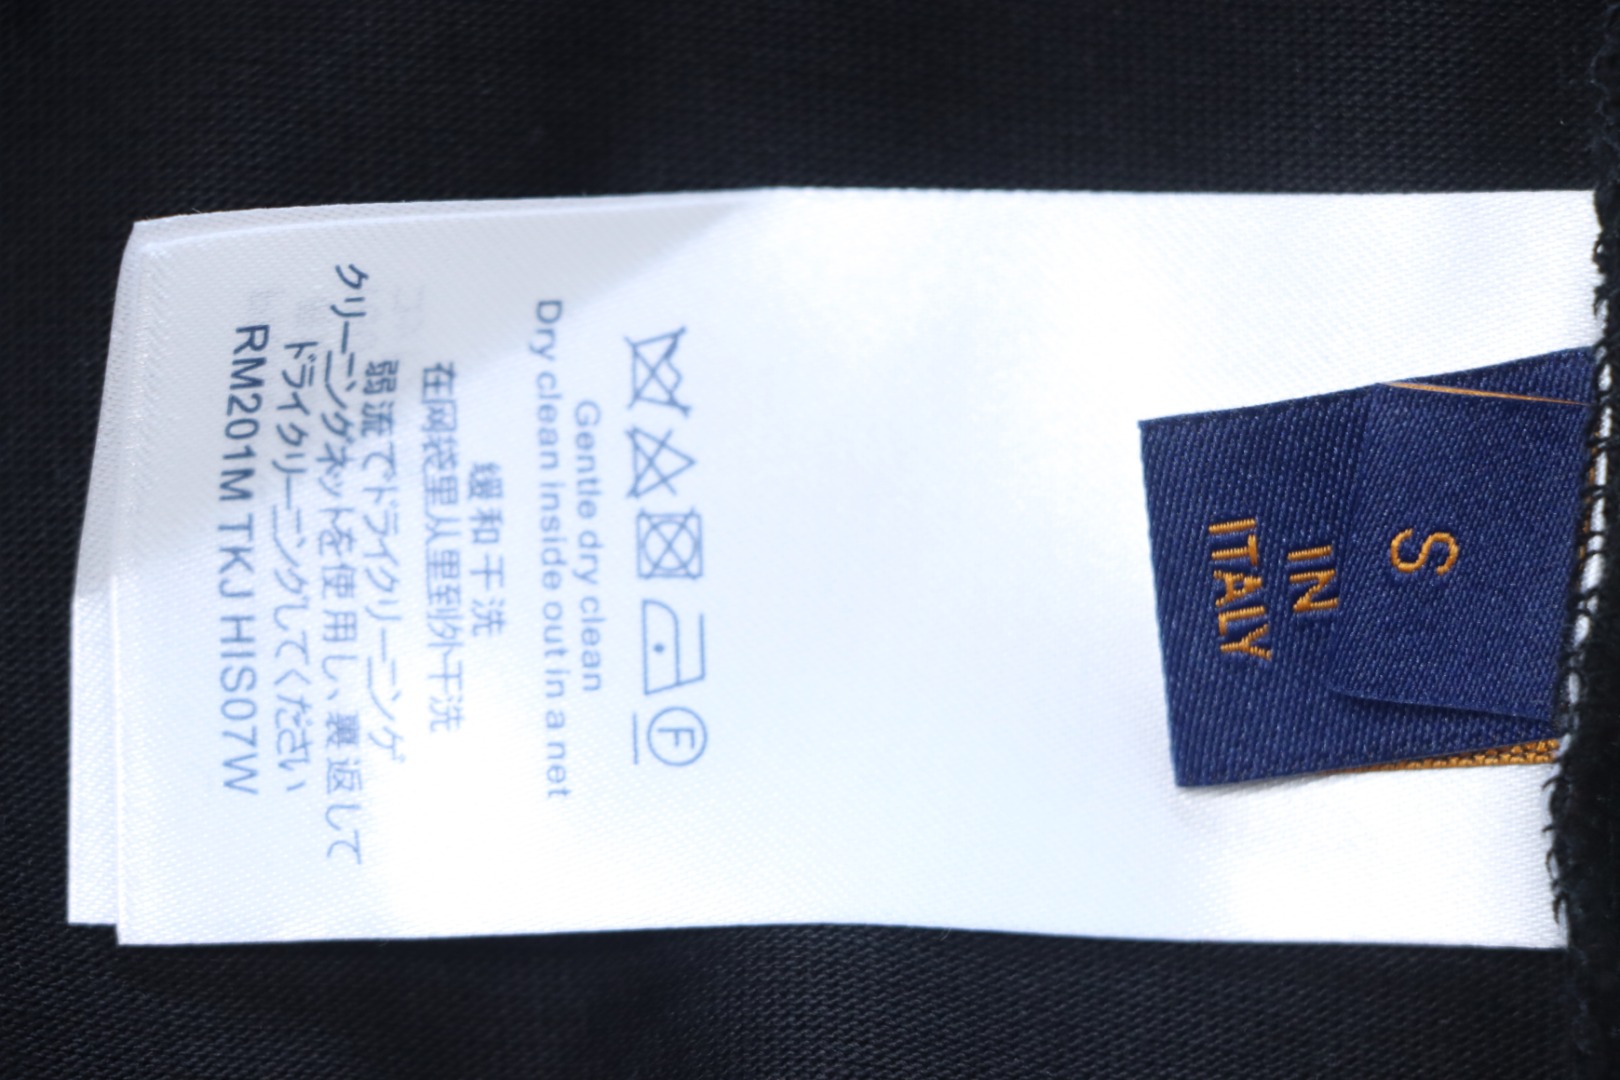 S
IN
ITALY
F
Gentle dry clean
Dry clean inside out in a net
缓和干洗
在网袋里从里至外干洗
弱流でドライクリーニング
クリーニングネットを使用し、裏返して
ドライクリーニングしてください
RM201M TKJ HIS07W